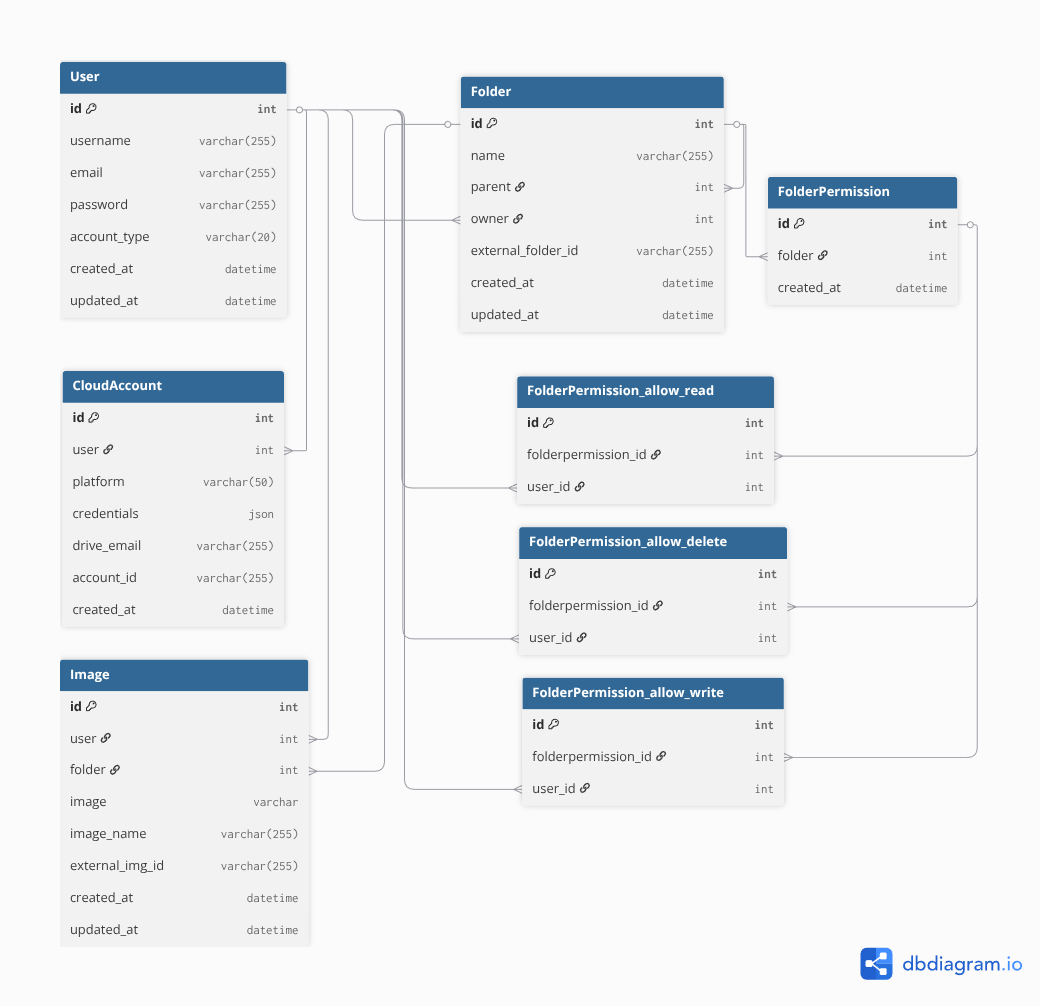 User
id int
username varchar(255)
email varchar(255)
password varchar(255)
account_type varchar(20)
created_at datetime
updated_at datetime
Folder
id int
name varchar(255)
parent int
owner int
external_folder_id varchar(255)
created_at datetime
updated_at datetime
FolderPermission
id int
folder int
created_at datetime
CloudAccount
id int
user int
platform varchar(50)
credentials json
drive_email varchar(255)
account_id varchar(255)
created_at datetime
FolderPermission_allow_read
id int
folderpermission_id int
user_id int
FolderPermission_allow_delete
id int
folderpermission_id int
user_id int
Image
id int
user int
folder int
image varchar
image_name varchar(255)
external_img_id varchar(255)
created_at datetime
updated_at datetime
FolderPermission_allow_write
id int
folderpermission_id int
user_id int
dbdiagram.io